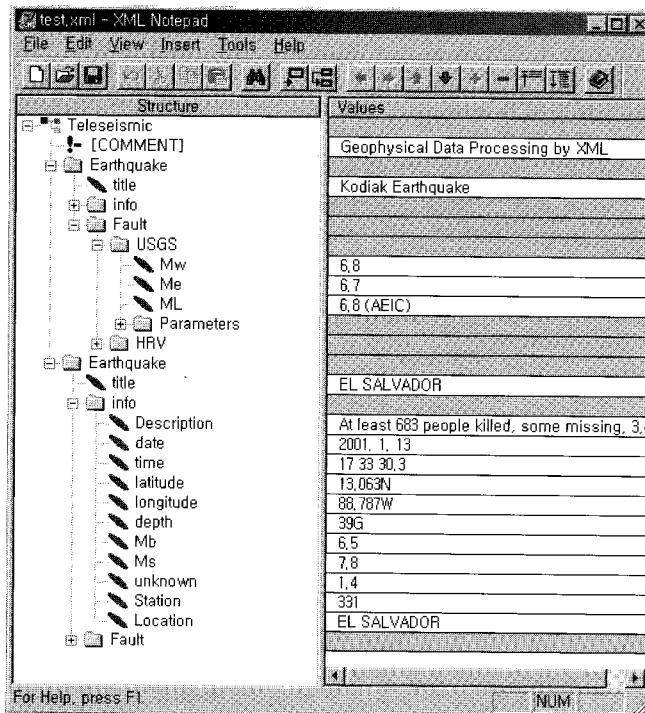 test.xml - XML Notepad
File Edit View Insert Tools Help
Structure Values
Teleseismic
[COMMENT] Geophysical Data Processing by XML
Earthquake
title Kodiak Earthquake
info
Fault
USGS
Mw 6,8
Me 6,7
ML 6,8 (AEIC)
Parameters
HRV
Earthquake
title EL SALVADOR
info
Description At least 683 people killed, some missing, 3,
date 2001, 1, 13
time 17 33 30,3
latitude 13,063N
longitude 88,787W
depth 39G
Mb 6,5
Ms 7,8
unknown 1,4
Station 331
Location EL SALVADOR
Fault
For Help, press F1 NUM